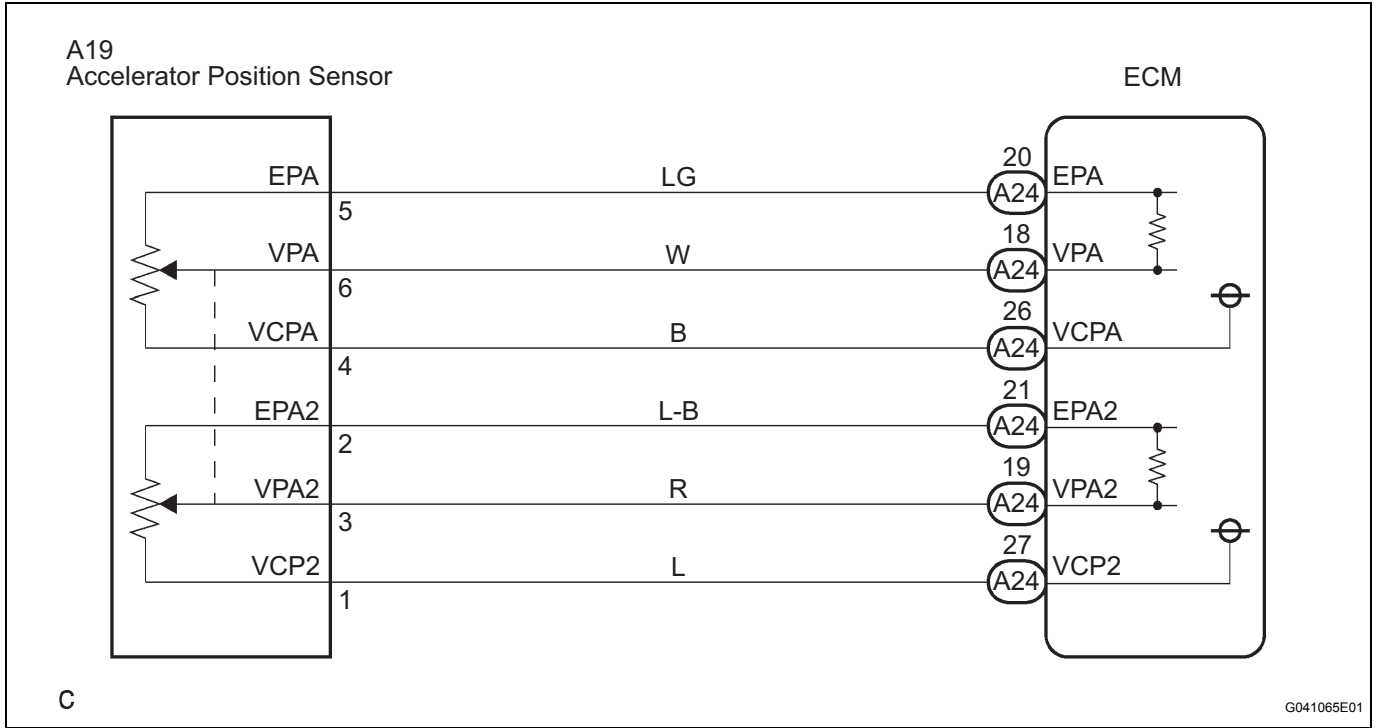 A19
Accelerator Position Sensor
ECM
EPA
5
LG
20
A24
EPA
VPA
6
W
18
A24
VPA
VCPA
4
B
26
A24
VCPA
EPA2
2
L-B
21
A24
EPA2
VPA2
3
R
19
A24
VPA2
VCP2
1
L
27
A24
VCP2
C
G041065E01